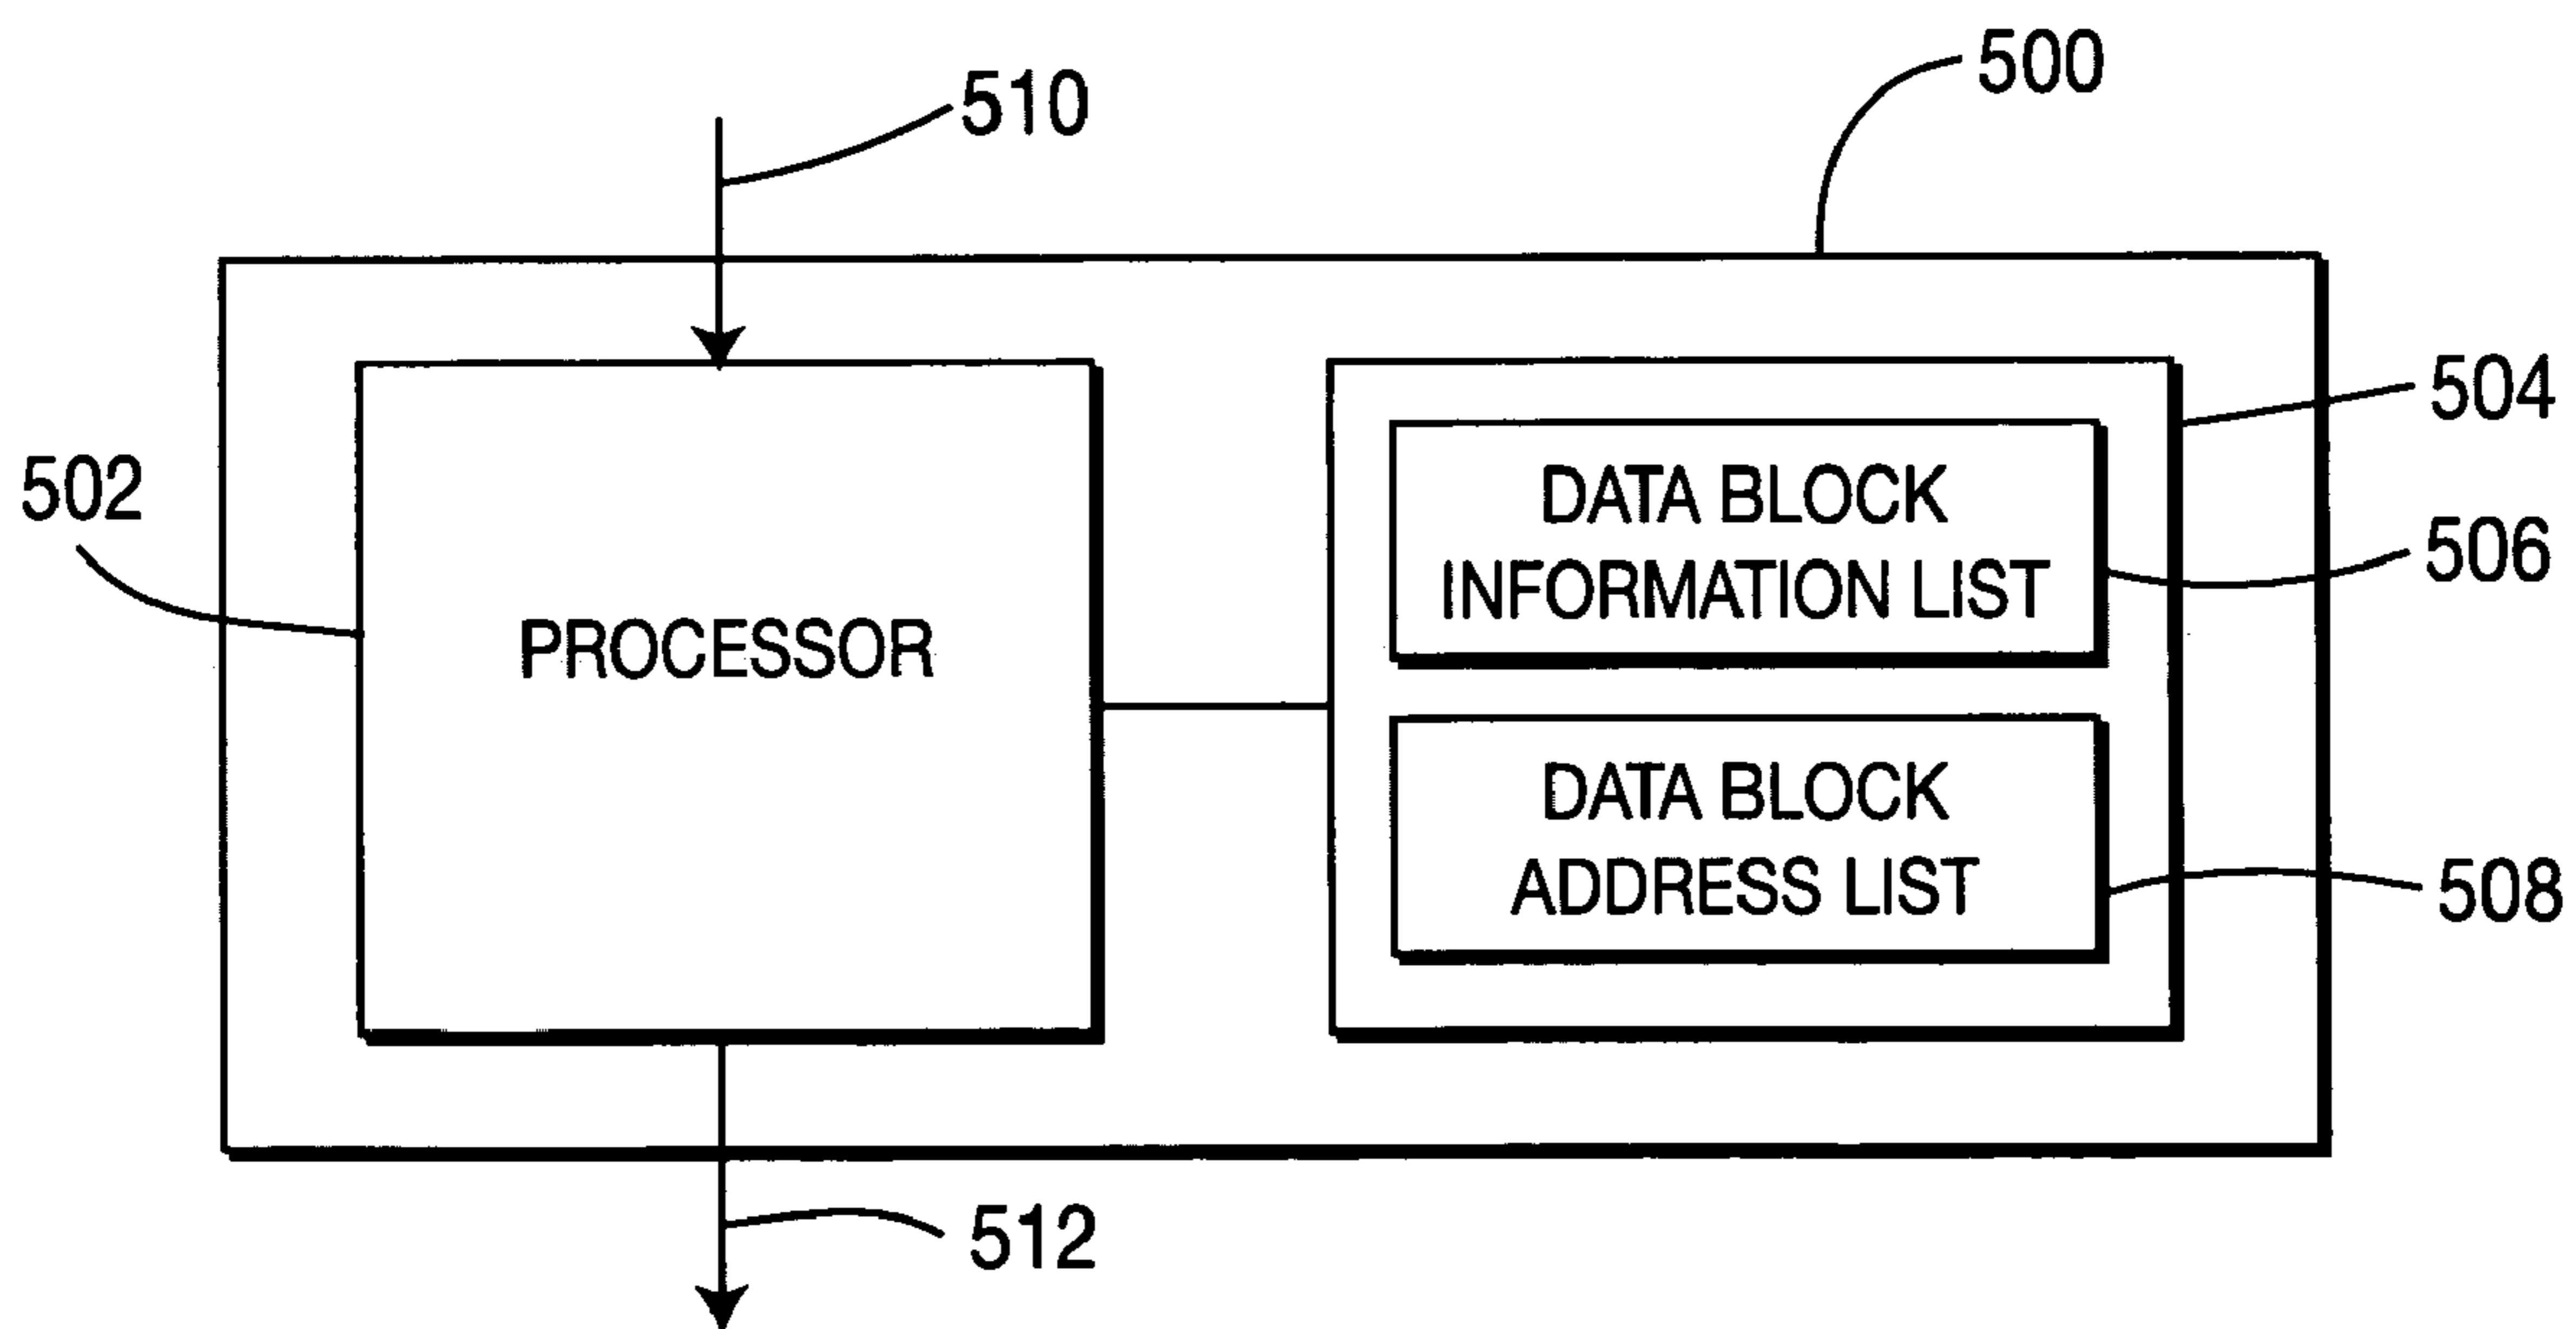 500
510
504
DATA BLOCK
INFORMATION LIST
502
506
PROCESSOR
DATA BLOCK
ADDRESS LIST
508
512